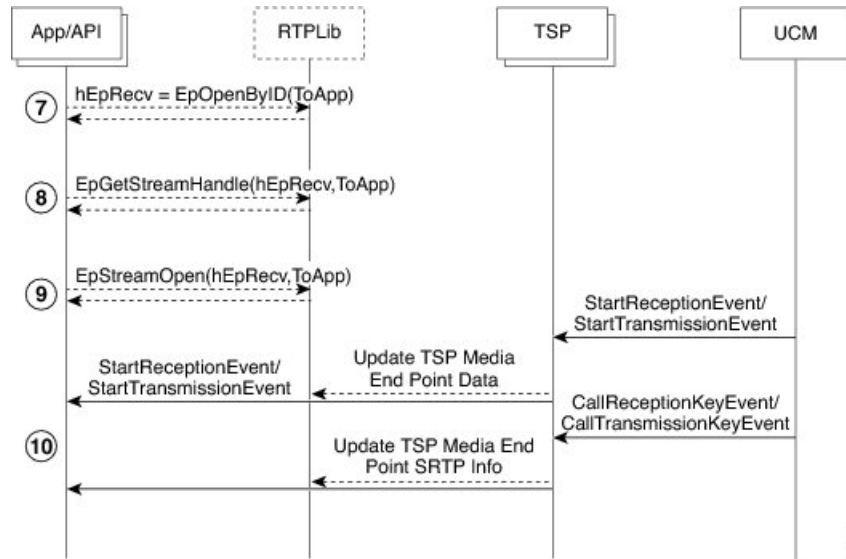 App/API
RTPLib
TSP
UCM
7
hEpRecv = EpOpenByID(ToApp)
8
EpGetStreamHandle(hEpRecv,ToApp)
9
EpStreamOpen(hEpRecv,ToApp)
StartReceptionEvent/
StartTransmissionEvent
Update TSP Media
End Point Data
StartReceptionEvent/
StartTransmissionEvent
CallReceptionKeyEvent/
CallTransmissionKeyEvent
10
Update TSP Media End
Point SRTP Info